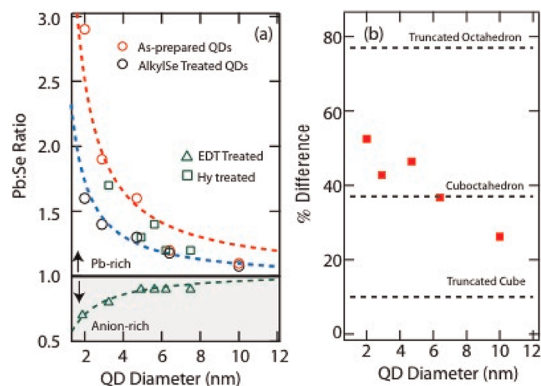 3.0
2.5
2.0
1.5
1.0
0.5
Pb:Se Ratio
(a)
As-prepared QDs
AlkylSe Treated QDs
EDT Treated
Hy treated
Pb-rich
Anion-rich
2 4 6 8 10 12
QD Diameter (nm)
80
60
40
20
0
% Difference
(b)
Truncated Octahedron
Cuboctahedron
Truncated Cube
0 2 4 6 8 10 12
QD Diameter (nm)